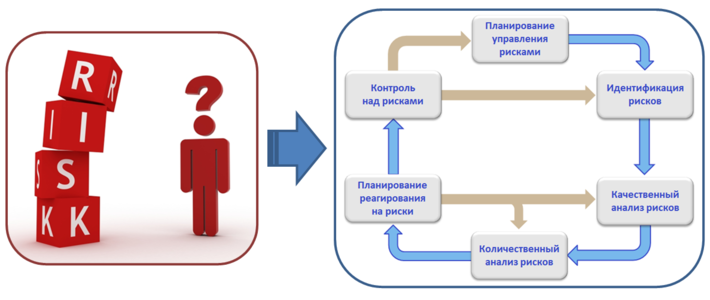 R R
I I
S S
K K
?
Планирование
управления
рисками
Контроль
над рисками
Идентификация
рисков
Планирование
реагирования
на риски
Качественный
анализ рисков
Количественный
анализ рисков